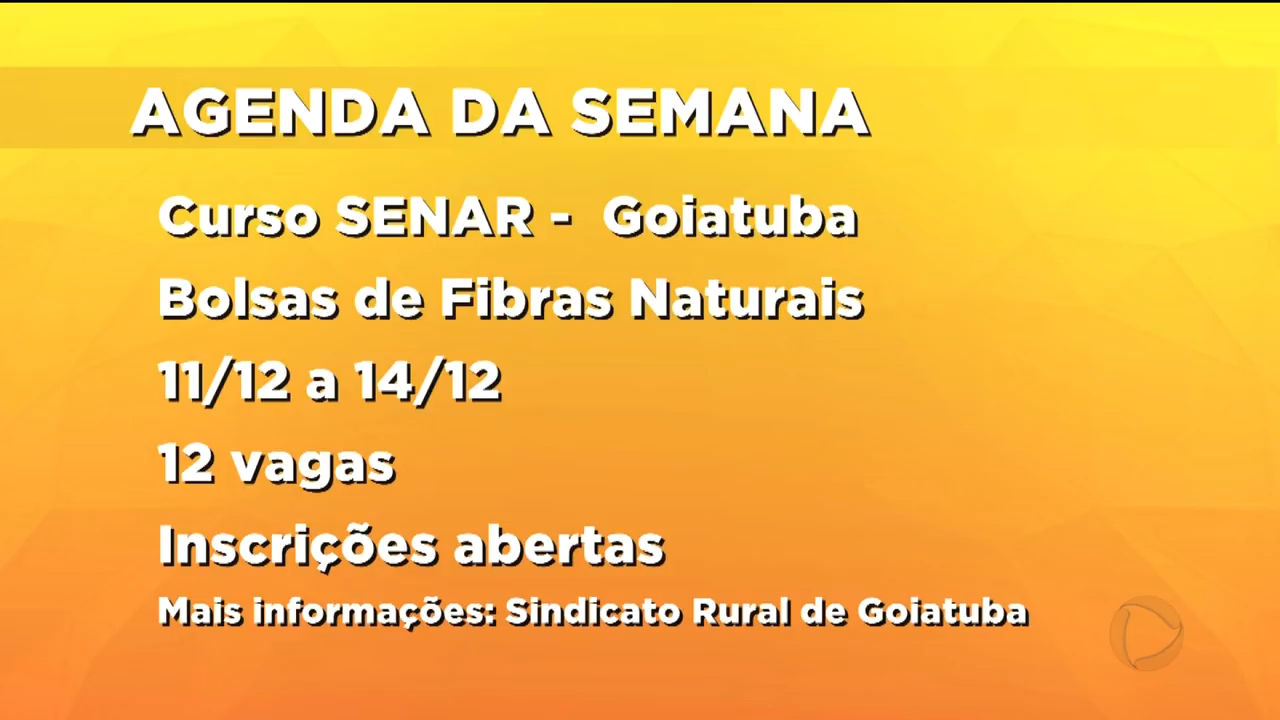 AGENDA DA SEMANA
Curso SENAR - Goiatuba
Bolsas de Fibras Naturais
11/12 a 14/12
12 vagas
Inscrições abertas
Mais informações: Sindicato Rural de Goiatuba